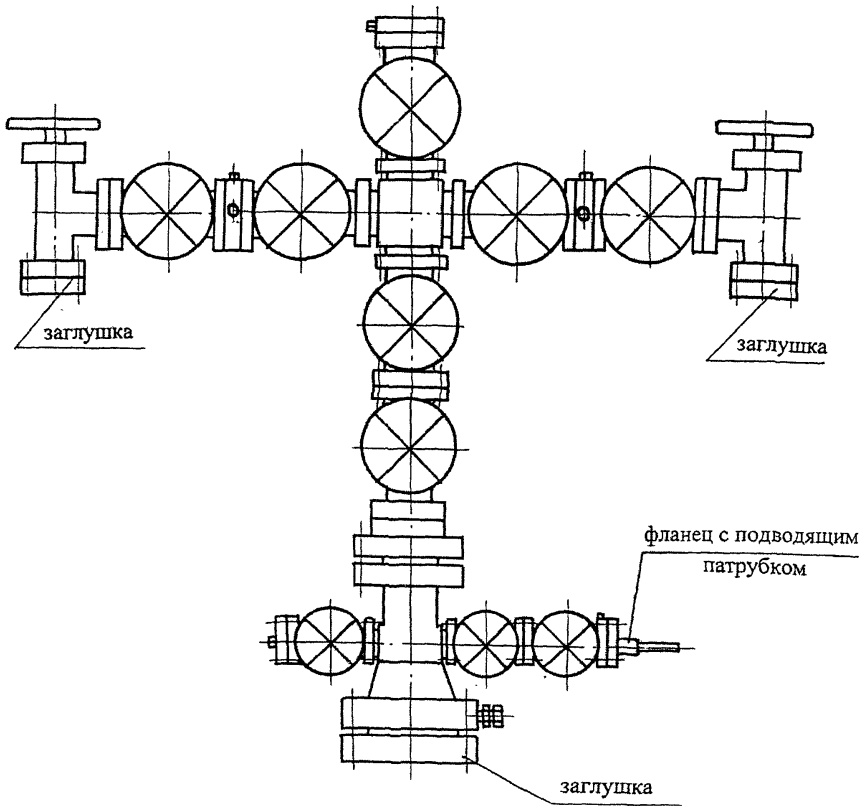 заглушка
заглушка
фланец с подводящим
патрубком
заглушка